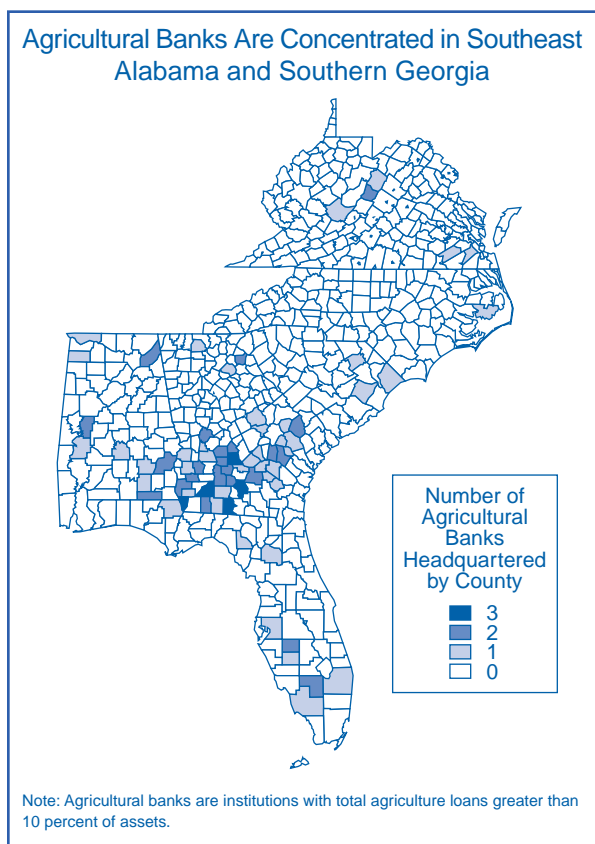 Agricultural Banks Are Concentrated in Southeast
Alabama and Southern Georgia
Number of
Agricultural
Banks
Headquartered
by County
3
2
1
0
Note: Agricultural banks are institutions with total agriculture loans greater than
10 percent of assets.